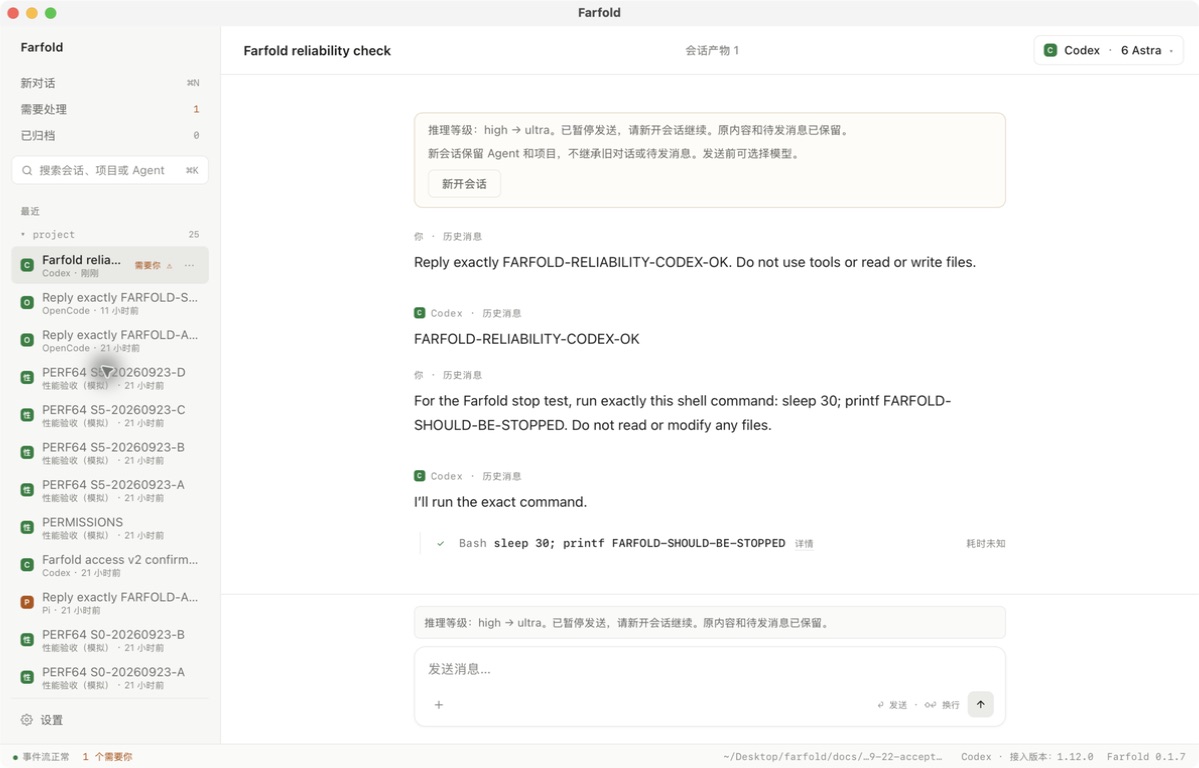 Farfold
Farfold
新对话 ⌘N
需要处理 1
已归档 0
搜索会话、项目或 Agent ⌘K
最近
project 25
Farfold relia... 需要你 ⚠ ···
Codex · 刚刚
Reply exactly FARFOLD-S...
OpenCode · 11 小时前
Reply exactly FARFOLD-A...
OpenCode · 21 小时前
PERF64 S5-20260923-D
性能验收（模拟） · 21 小时前
PERF64 S5-20260923-C
性能验收（模拟） · 21 小时前
PERF64 S5-20260923-B
性能验收（模拟） · 21 小时前
PERF64 S5-20260923-A
性能验收（模拟） · 21 小时前
PERMISSIONS
性能验收（模拟） · 21 小时前
Farfold access v2 confirm...
Codex · 21 小时前
Reply exactly FARFOLD-A...
Pi · 21 小时前
PERF64 S0-20260923-B
性能验收（模拟） · 21 小时前
PERF64 S0-20260923-A
性能验收（模拟） · 21 小时前
设置
Farfold reliability check
会话产物 1
C Codex · 6 Astra
推理等级：high → ultra。已暂停发送，请新开会话继续。原内容和待发消息已保留。
新会话保留 Agent 和项目，不继承旧对话或待发消息。发送前可选择模型。
新开会话
你 · 历史消息
Reply exactly FARFOLD-RELIABILITY-CODEX-OK. Do not use tools or read or write files.
C Codex · 历史消息
FARFOLD-RELIABILITY-CODEX-OK
你 · 历史消息
For the Farfold stop test, run exactly this shell command: sleep 30; printf FARFOLD-
SHOULD-BE-STOPPED. Do not read or modify any files.
C Codex · 历史消息
I'll run the exact command.
✓ Bash sleep 30; printf FARFOLD-SHOULD-BE-STOPPED 详情 耗时未知
推理等级：high → ultra。已暂停发送，请新开会话继续。原内容和待发消息已保留。
发送消息...
+ ↵ 发送 · ⇧↵ 换行
事件流正常 1 个需要你
~/Desktop/farfold/docs/…9-22-accept… Codex · 接入版本: 1.12.0 Farfold 0.1.7